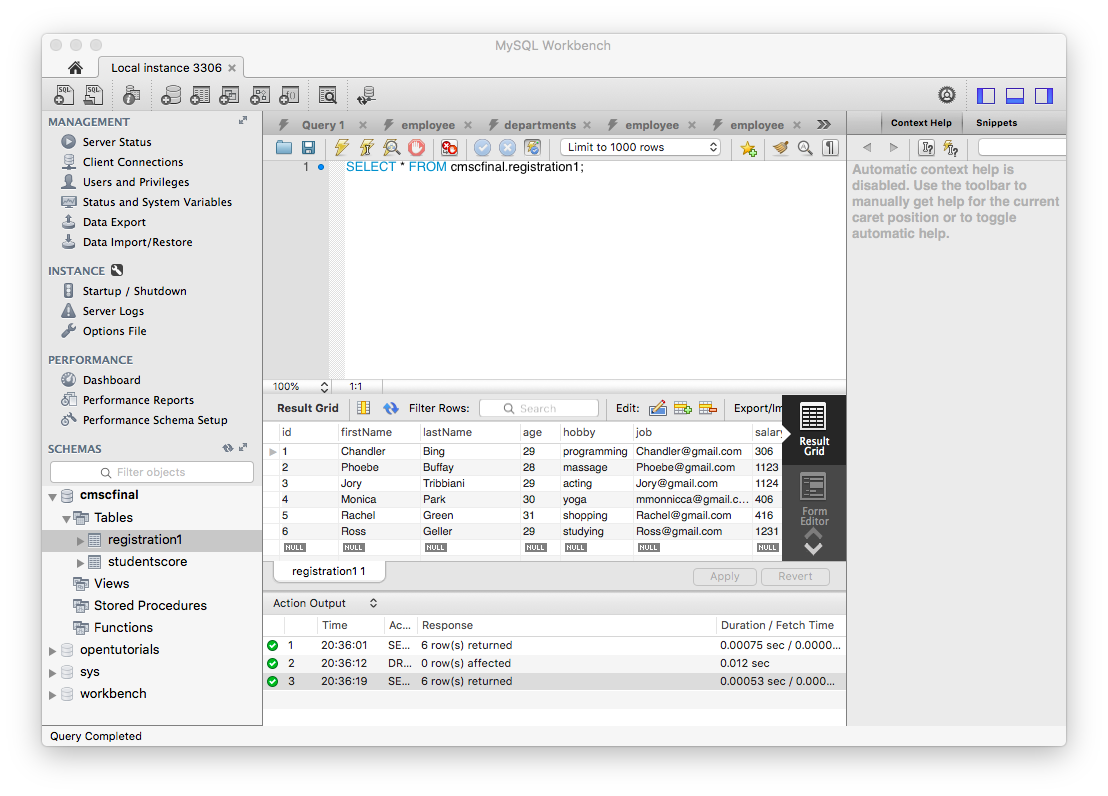 MySQL Workbench
Local instance 3306
MANAGEMENT
Server Status
Client Connections
Users and Privileges
Status and System Variables
Data Export
Data Import/Restore
INSTANCE
Startup / Shutdown
Server Logs
Options File
PERFORMANCE
Dashboard
Performance Reports
Performance Schema Setup
SCHEMAS
Filter objects
cmscfinal
Tables
registration1
studentscore
Views
Stored Procedures
Functions
opentutorials
sys
workbench
Query 1 employee departments employee employee
Limit to 1000 rows
1 SELECT * FROM cmscfinal.registration1;
100% 1:1
Result Grid Filter Rows: Search Edit: Export/Im
id firstName lastName age hobby job salary
1 Chandler Bing 29 programming Chandler@gmail.com 306
2 Phoebe Buffay 28 massage Phoebe@gmail.com 1123
3 Jory Tribbiani 29 acting Jory@gmail.com 1124
4 Monica Park 30 yoga mmonnicca@gmail.c... 406
5 Rachel Green 31 shopping Rachel@gmail.com 416
6 Ross Geller 29 studying Ross@gmail.com 1231
NULL NULL NULL NULL NULL NULL NULL
Result
Grid
Form
Editor
registration1 1 Apply Revert
Action Output
Time Ac... Response Duration / Fetch Time
1 20:36:01 SE... 6 row(s) returned 0.00075 sec / 0.0000...
2 20:36:12 DR... 0 row(s) affected 0.012 sec
3 20:36:19 SE... 6 row(s) returned 0.00053 sec / 0.000...
Context Help Snippets
Automatic context help is
disabled. Use the toolbar to
manually get help for the current
caret position or to toggle
automatic help.
Query Completed